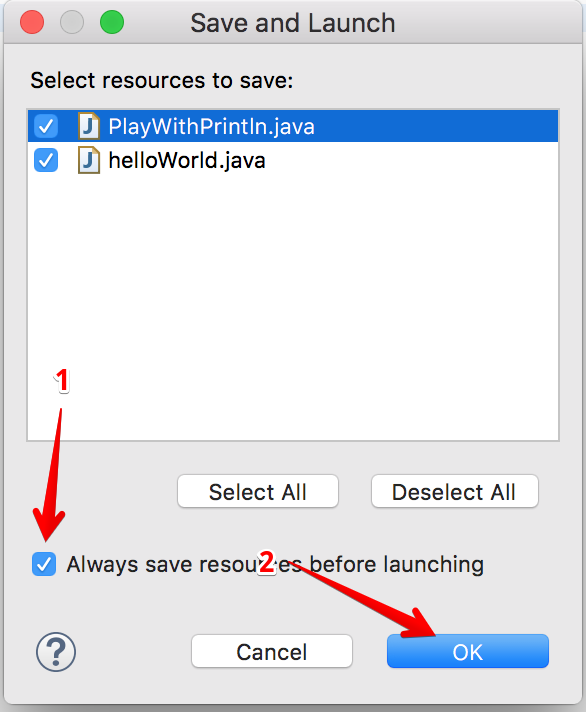 Save and Launch
Select resources to save:
PlayWithPrintln.java
helloWorld.java
1
Select All
Deselect All
Always save resources before launching
2
?
Cancel
OK